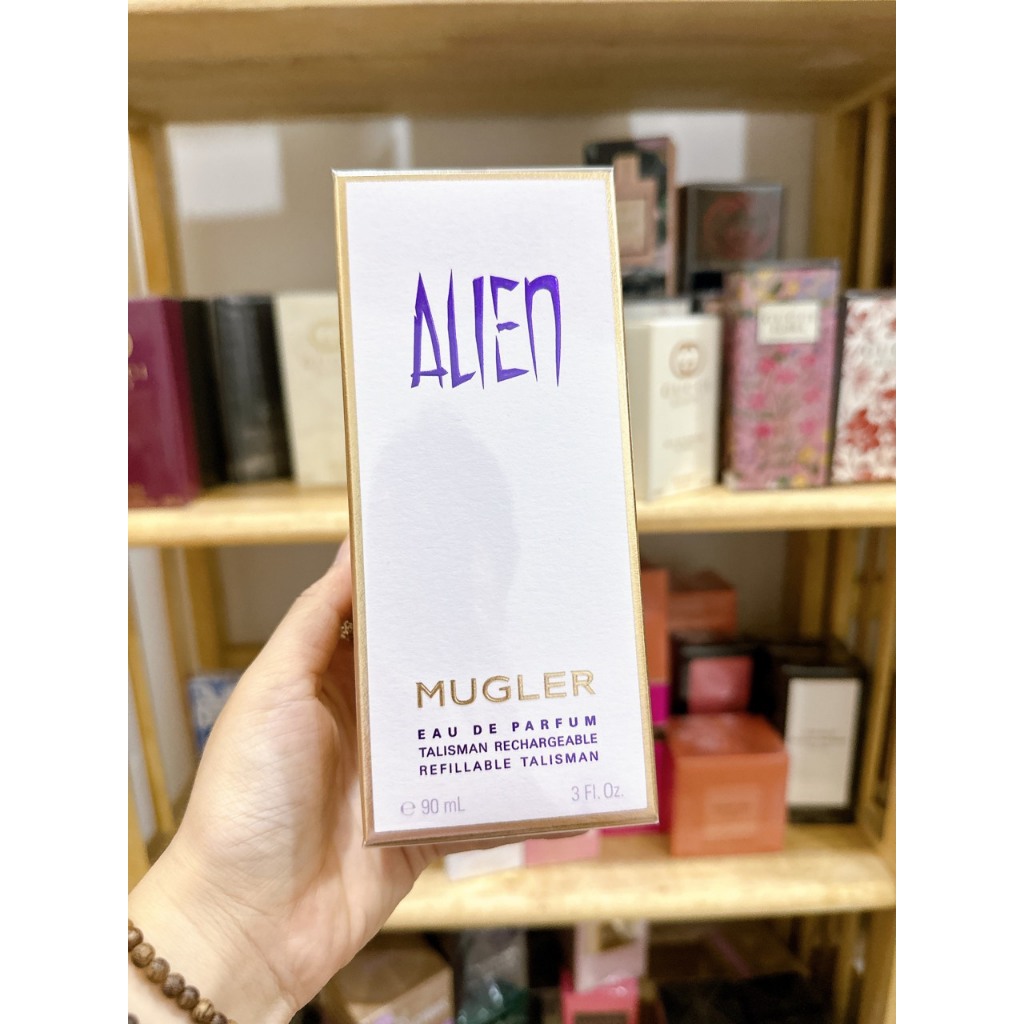 ALIEN
MUGLER
EAU DE PARFUM
TALISMAN RECHARGEABLE
REFILLABLE TALISMAN
℮ 90 mL 3 Fl. Oz.